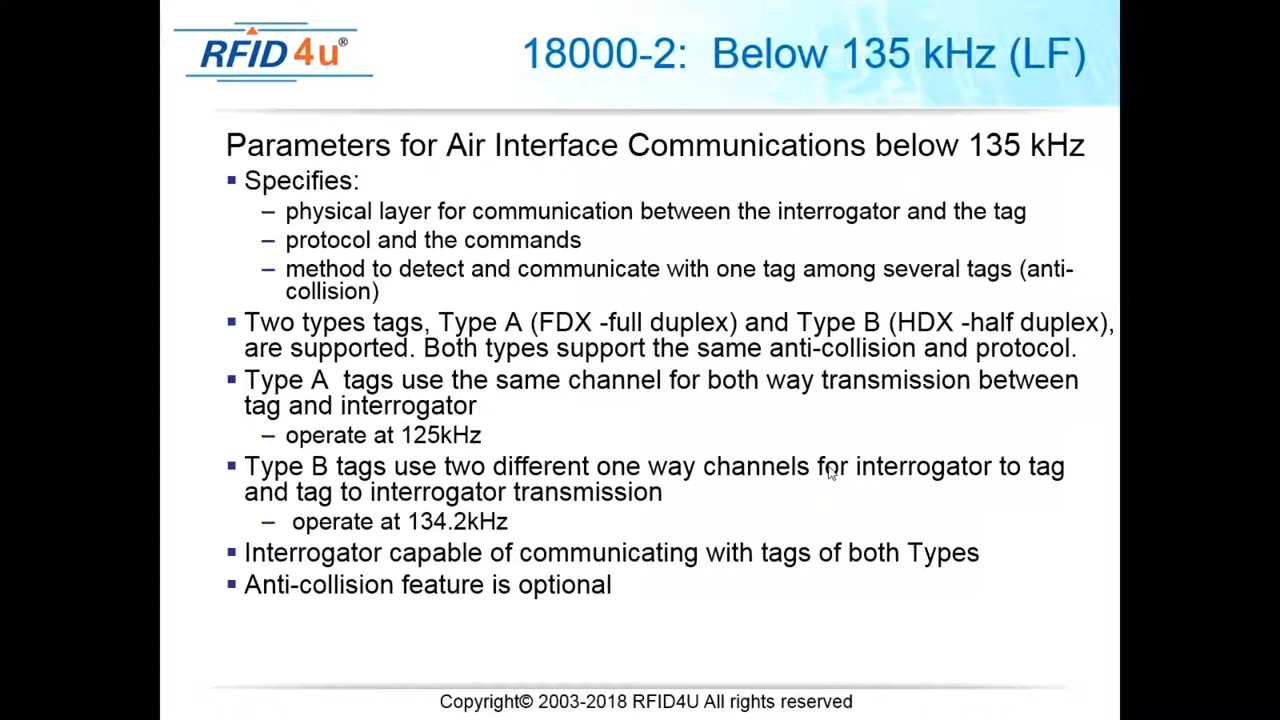 RFID4u®
18000-2: Below 135 kHz (LF)
Parameters for Air Interface Communications below 135 kHz
▪ Specifies:
– physical layer for communication between the interrogator and the tag
– protocol and the commands
– method to detect and communicate with one tag among several tags (anti-
collision)
▪ Two types tags, Type A (FDX -full duplex) and Type B (HDX -half duplex),
are supported. Both types support the same anti-collision and protocol.
▪ Type A tags use the same channel for both way transmission between
tag and interrogator
– operate at 125kHz
▪ Type B tags use two different one way channels for interrogator to tag
and tag to interrogator transmission
– operate at 134.2kHz
▪ Interrogator capable of communicating with tags of both Types
▪ Anti-collision feature is optional
Copyright© 2003-2018 RFID4U All rights reserved